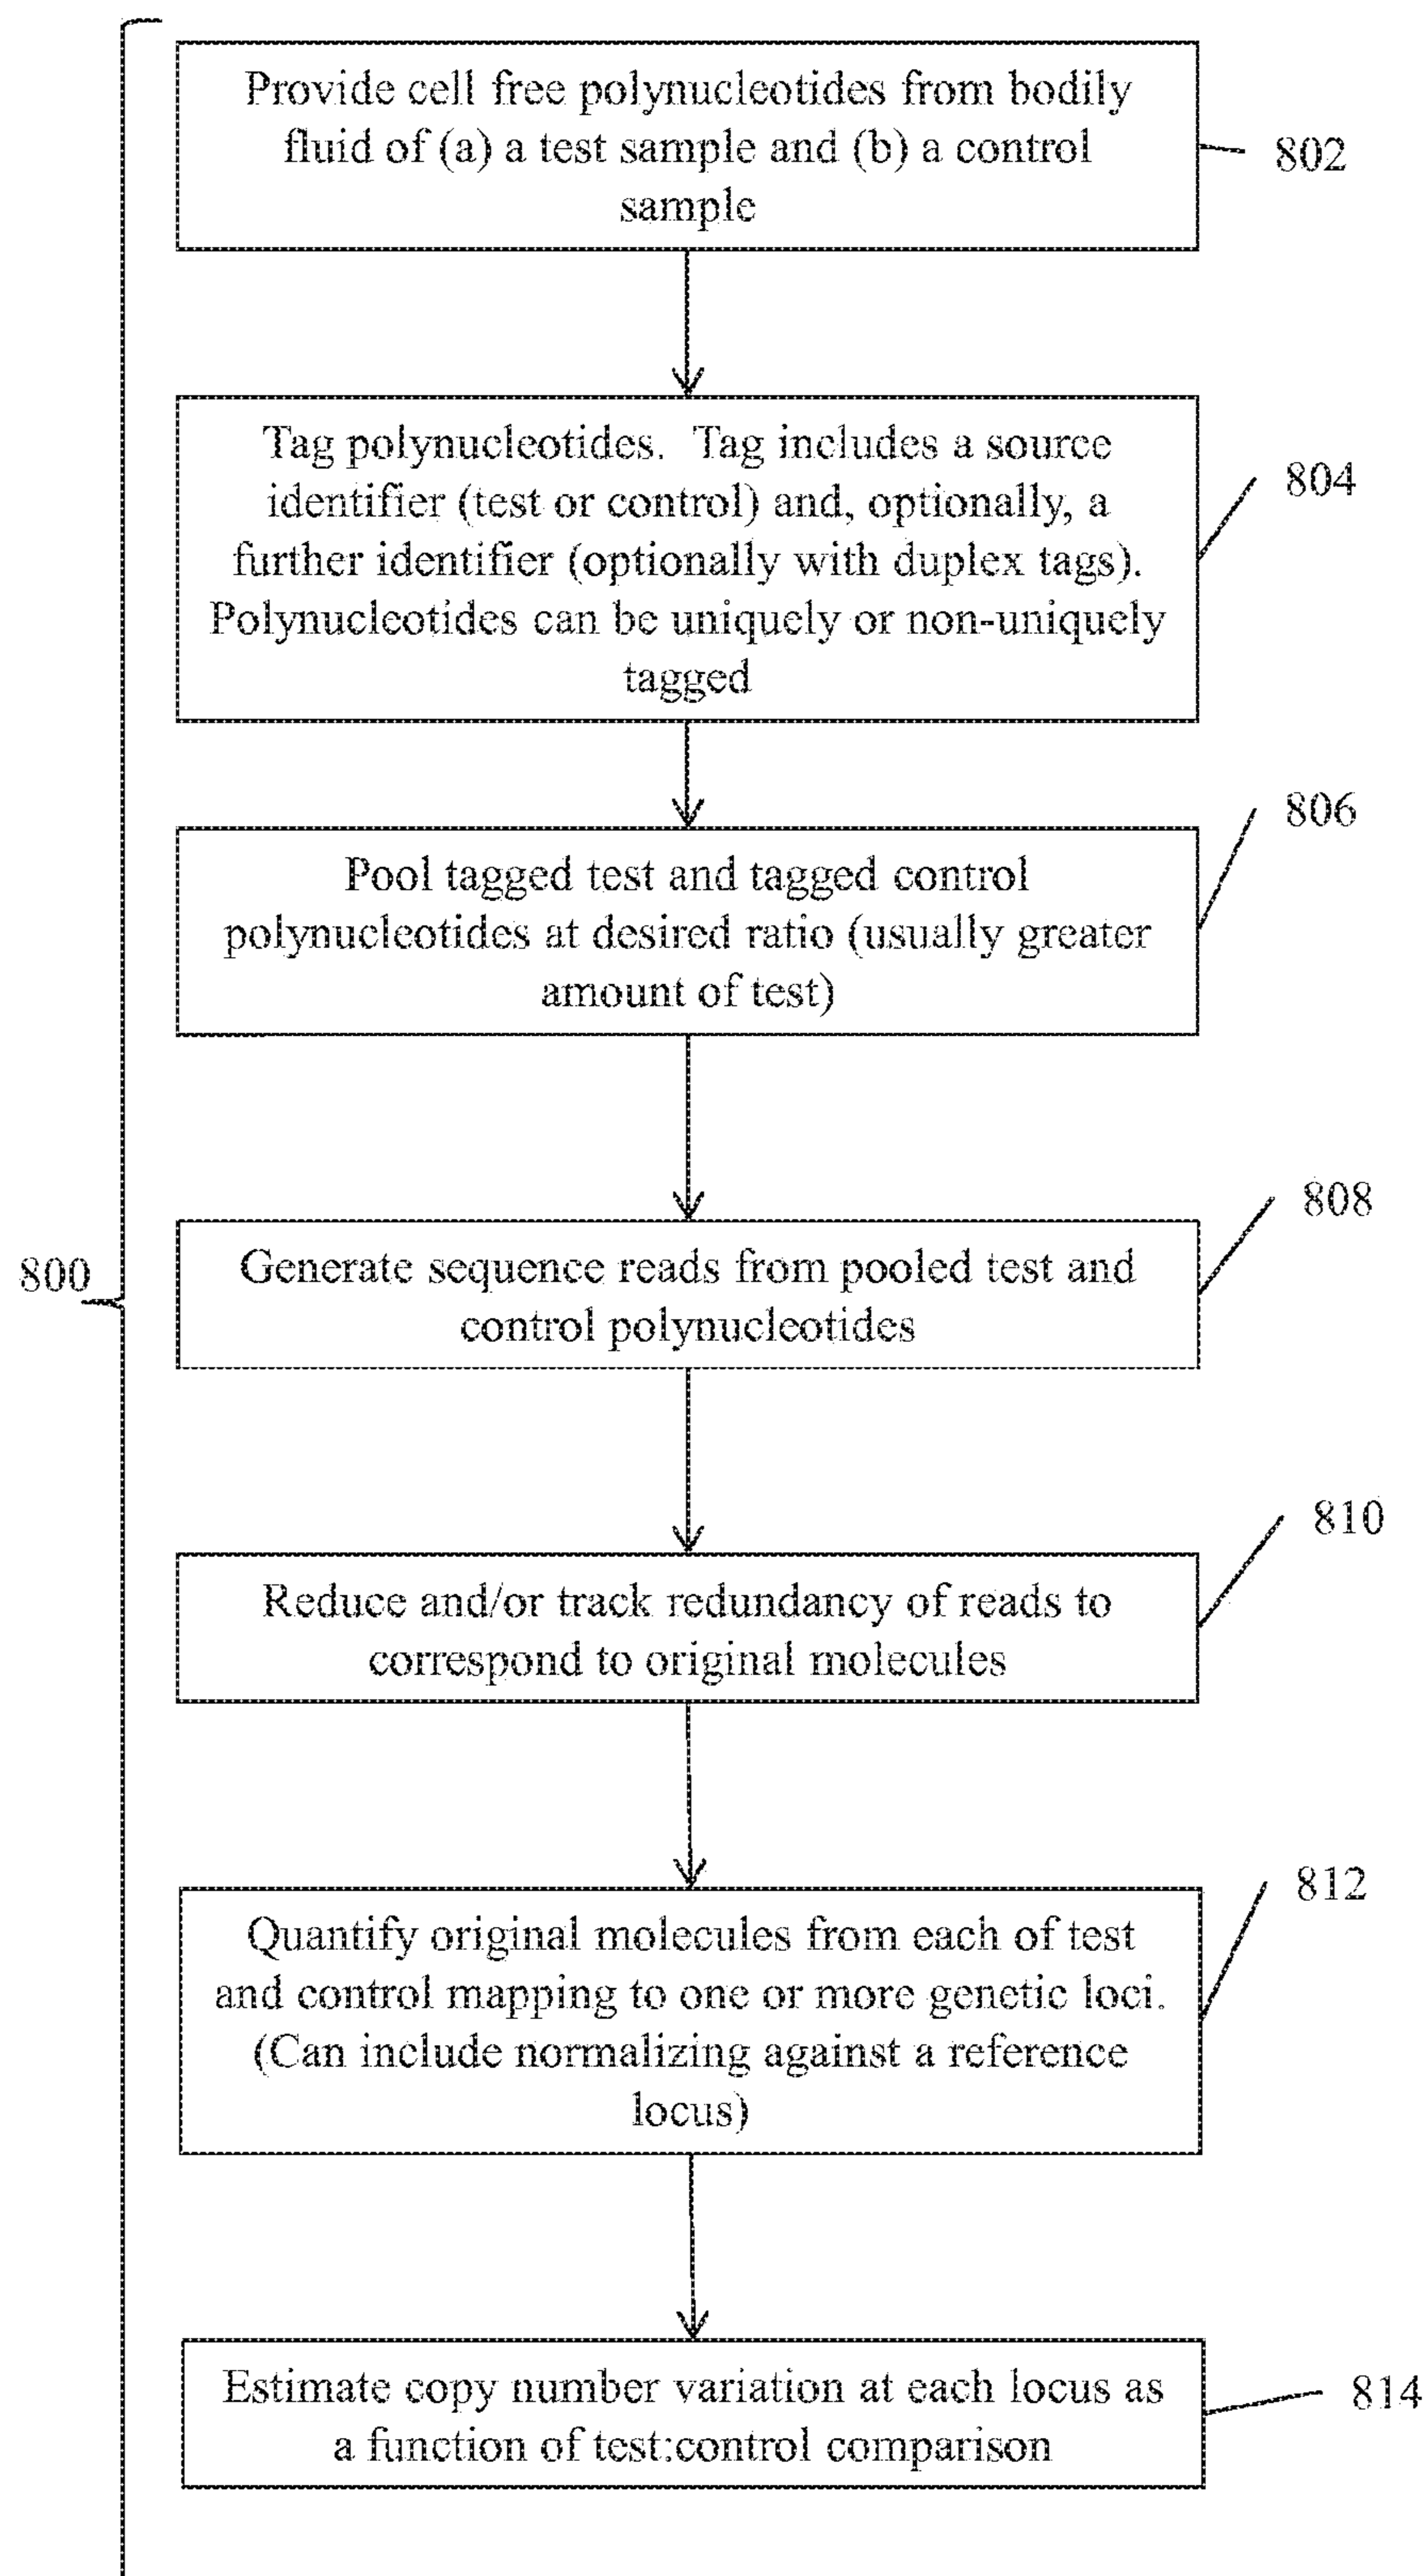 Provide cell free polynucleotides from bodily
fluid of (a) a test sample and (b) a control
sample
802
Tag polynucleotides. Tag includes a source
identifier (test or control) and, optionally, a
further identifier (optionally with duplex tags).
Polynucleotides can be uniquely or non-uniquely
tagged
804
Pool tagged test and tagged control
polynucleotides at desired ratio (usually greater
amount of test)
806
Generate sequence reads from pooled test and
control polynucleotides
808
800
Reduce and/or track redundancy of reads to
correspond to original molecules
810
Quantify original molecules from each of test
and control mapping to one or more genetic loci.
(Can include normalizing against a reference
locus)
812
Estimate copy number variation at each locus as
a function of test:control comparison
814